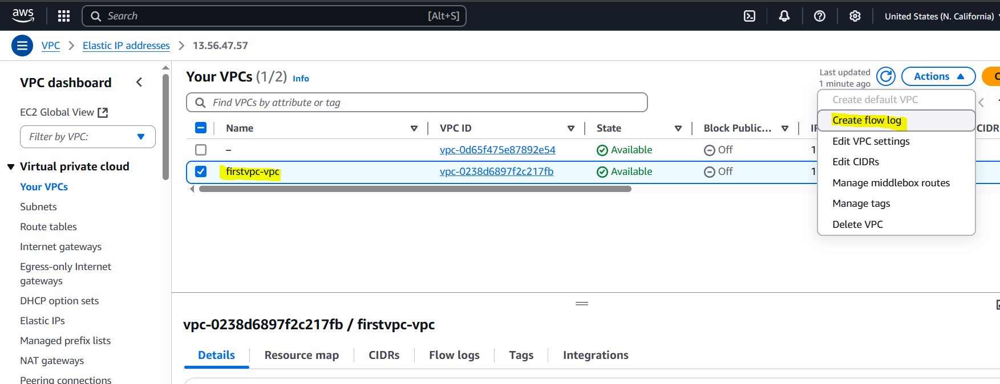 aws
Search [Alt+S]
United States (N. California)
VPC > Elastic IP addresses > 13.56.47.57
VPC dashboard
EC2 Global View
Filter by VPC:
Virtual private cloud
Your VPCs
Subnets
Route tables
Internet gateways
Egress-only Internet
gateways
DHCP option sets
Elastic IPs
Managed prefix lists
NAT gateways
Peering connections
Your VPCs (1/2) Info
Last updated
1 minute ago
Actions
Find VPCs by attribute or tag
Create default VPC
Create flow log
Edit VPC settings
Edit CIDRs
Manage middlebox routes
Manage tags
Delete VPC
Name VPC ID State Block Public... CIDR
– vpc-0d65f475e87892e54 Available Off
firstvpc-vpc vpc-0238d6897f2c217fb Available Off
vpc-0238d6897f2c217fb / firstvpc-vpc
Details Resource map CIDRs Flow logs Tags Integrations